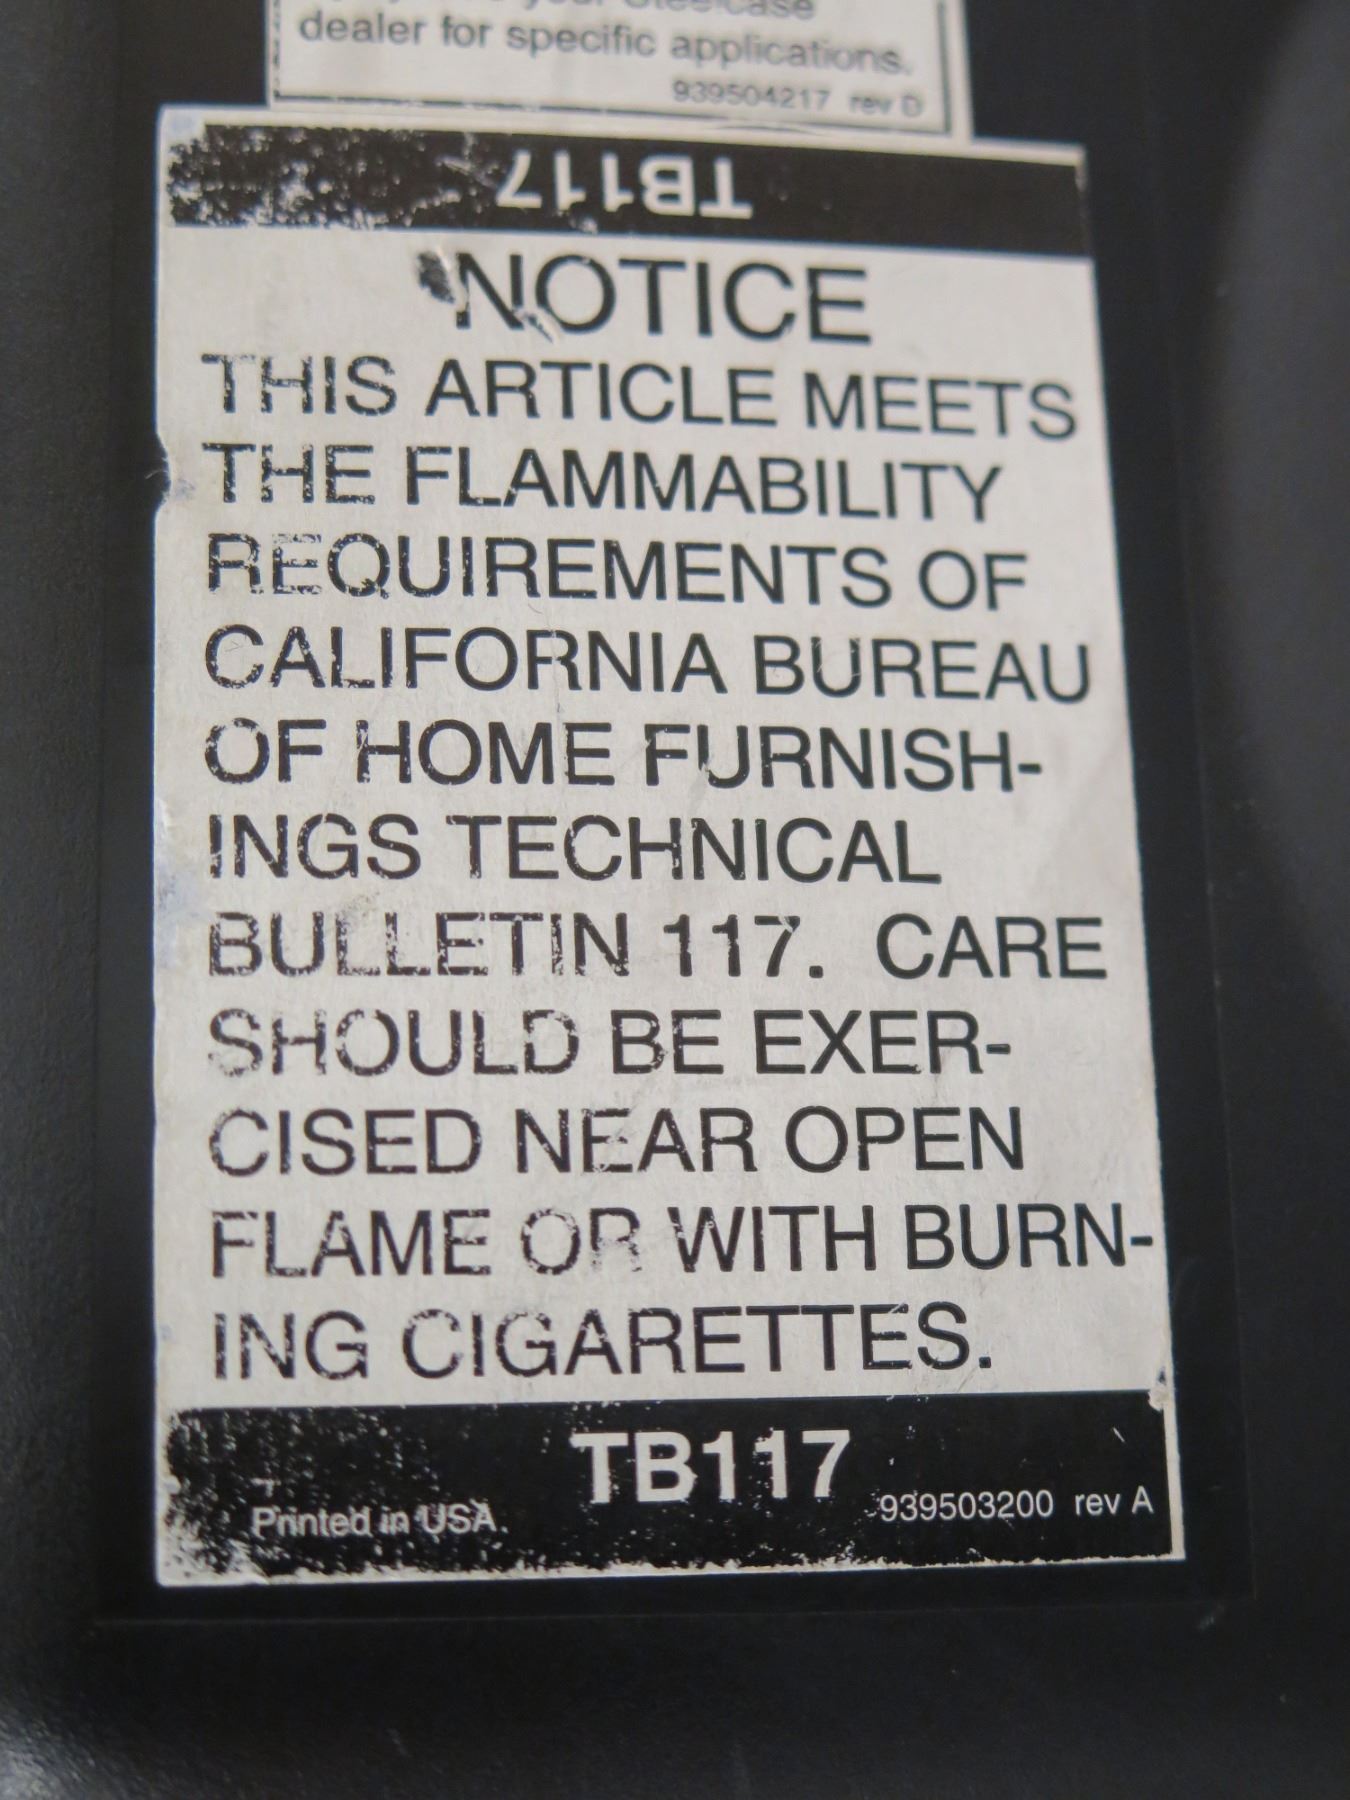 your Steelcase
dealer for specific applications.
939504217 rev D
TB117
NOTICE
THIS ARTICLE MEETS
THE FLAMMABILITY
REQUIREMENTS OF
CALIFORNIA BUREAU
OF HOME FURNISH-
INGS TECHNICAL
BULLETIN 117. CARE
SHOULD BE EXER-
CISED NEAR OPEN
FLAME OR WITH BURN-
ING CIGARETTES.
TB117
Printed in USA.
939503200 rev A